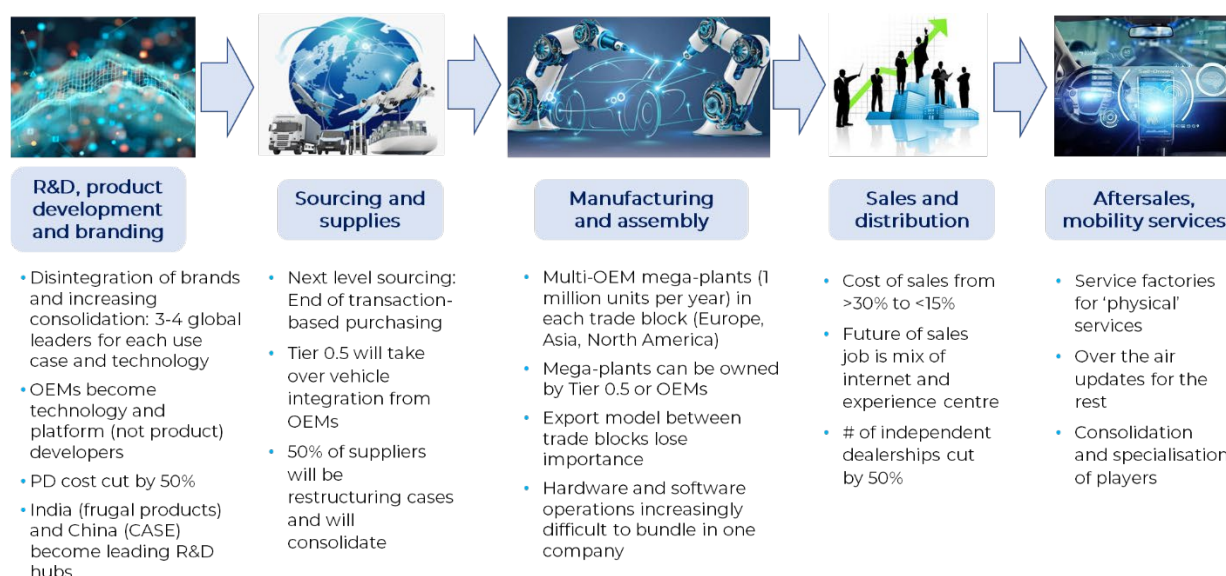 R&D, product
development
and branding
• Disintegration of brands
and increasing
consolidation: 3-4 global
leaders for each use
case and technology
• OEMs become
technology and
platform (not product)
developers
• PD cost cut by 50%
• India (frugal products)
and China (CASE)
become leading R&D
hubs
Sourcing and
supplies
• Next level sourcing:
End of transaction-
based purchasing
• Tier 0.5 will take
over vehicle
integration from
OEMs
• 50% of suppliers
will be
restructuring cases
and will
consolidate
Manufacturing
and assembly
• Multi-OEM mega-plants (1
million units per year) in
each trade block (Europe,
Asia, North America)
• Mega-plants can be owned
by Tier 0.5 or OEMs
• Export model between
trade blocks lose
importance
• Hardware and software
operations increasingly
difficult to bundle in one
company
Sales and
distribution
• Cost of sales from
>30% to <15%
• Future of sales
job is mix of
internet and
experience centre
• # of independent
dealerships cut
by 50%
Aftersales,
mobility services
• Service factories
for ‘physical’
services
• Over the air
updates for the
rest
• Consolidation
and specialisation
of players